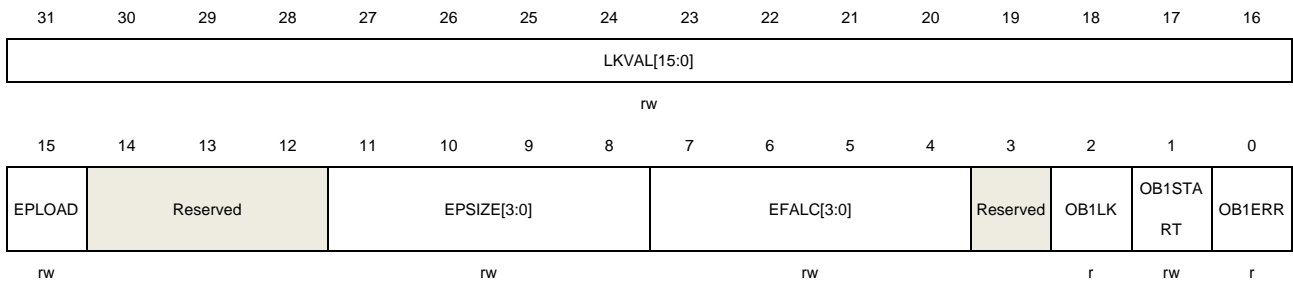 31 30 29 28 27 26 25 24 23 22 21 20 19 18 17 16
LKVAL[15:0]
rw
15 14 13 12 11 10 9 8 7 6 5 4 3 2 1 0
EPLOAD Reserved EPSIZE[3:0] EFALC[3:0] Reserved OB1LK OB1STA
RT OB1ERR
rw rw rw r rw r